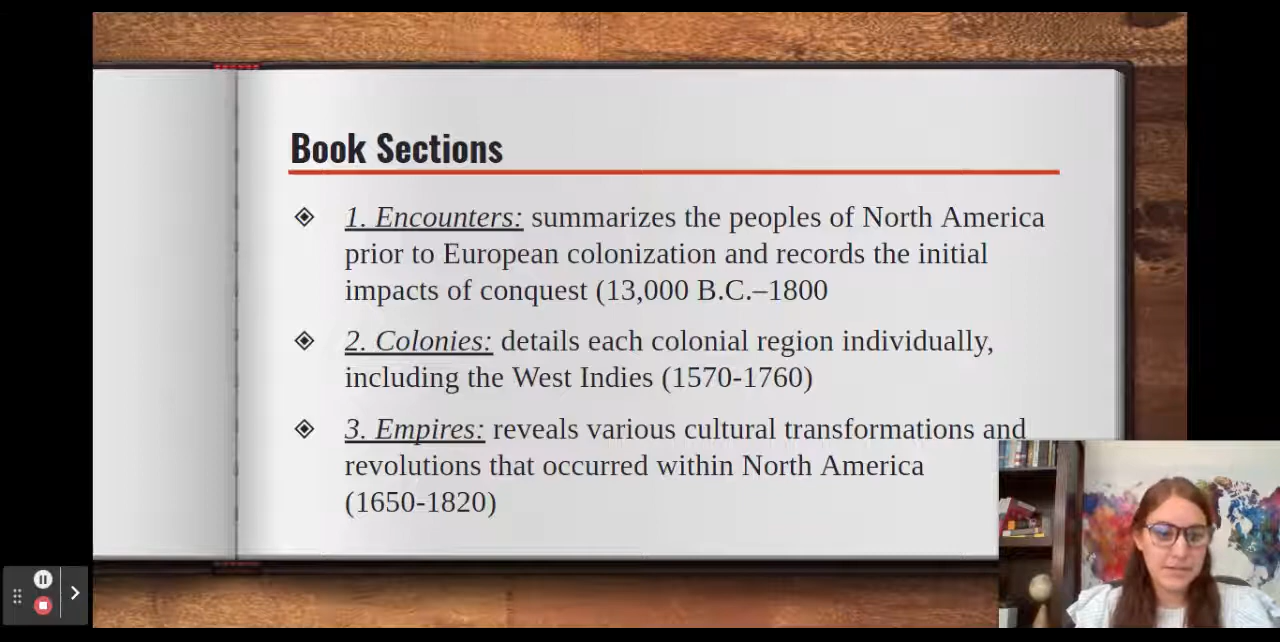 Book Sections
1. Encounters: summarizes the peoples of North America
prior to European colonization and records the initial
impacts of conquest (13,000 B.C.–1800
2. Colonies: details each colonial region individually,
including the West Indies (1570-1760)
3. Empires: reveals various cultural transformations and
revolutions that occurred within North America
(1650-1820)